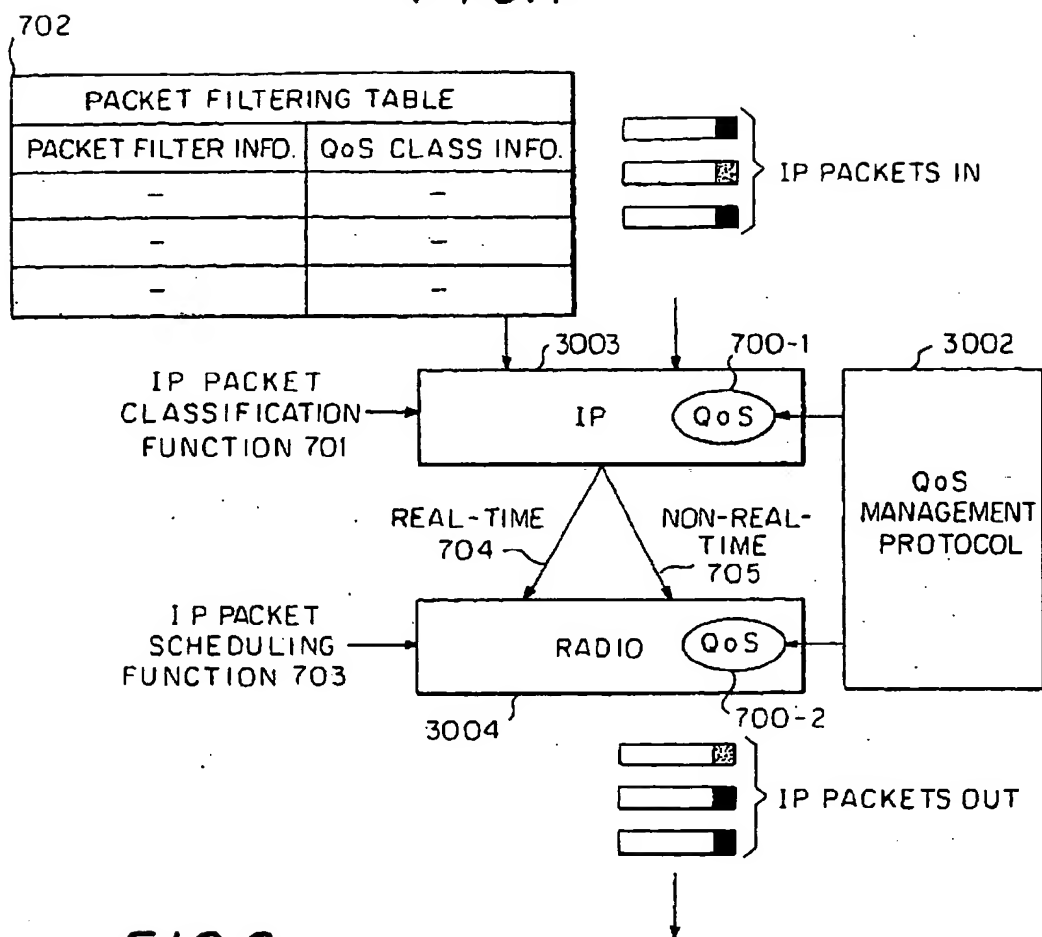 702
PACKET FILTERING TABLE
PACKET FILTER INFO. QoS CLASS INFO.
– –
– –
– –
IP PACKETS IN
3003
700-1
3002
IP PACKET
CLASSIFICATION
FUNCTION 701
IP
QoS
QoS
MANAGEMENT
PROTOCOL
REAL-TIME
704
NON-REAL-
TIME
705
IP PACKET
SCHEDULING
FUNCTION 703
RADIO
QoS
3004
700-2
IP PACKETS OUT